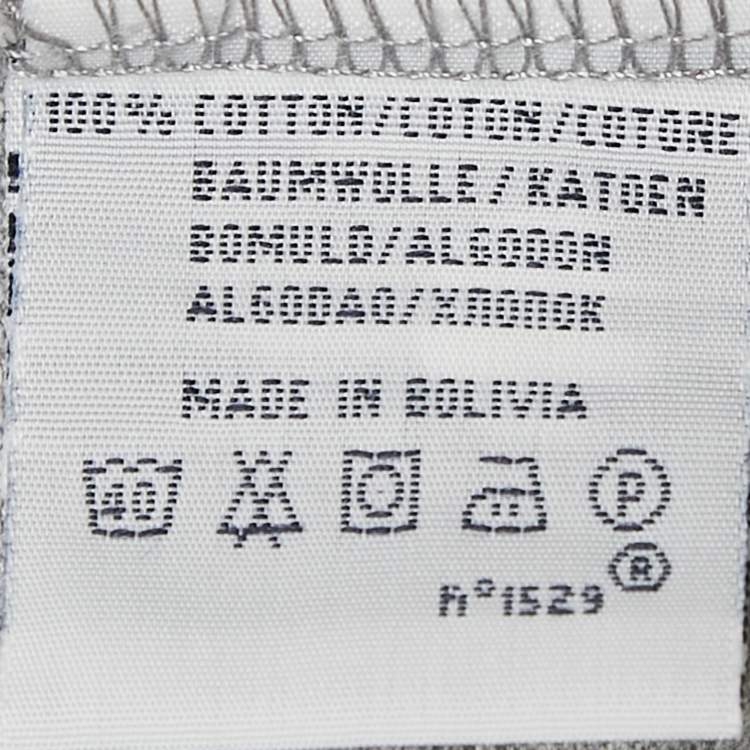 100% COTTON/COTON/COTONE
BAUMWOLLE/KATOEN
BOMULD/ALGODON
ALGODAO/ХЛОПОК
MADE IN BOLIVIA
40 P
n°1529 ®